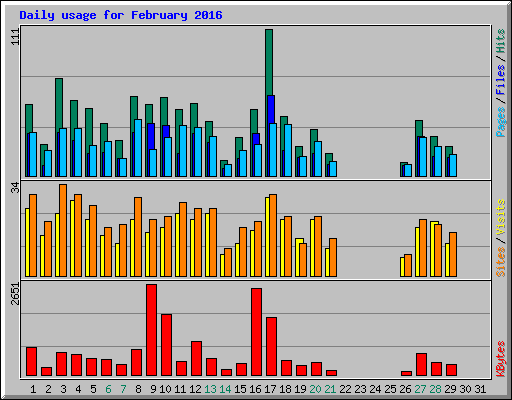 Daily usage for February 2016
111
Pages / Files / Hits
34
Sites / Visits
2651
KBytes
1 2 3 4 5 6 7 8 9 10 11 12 13 14 15 16 17 18 19 20 21 22 23 24 25 26 27 28 29 30 31